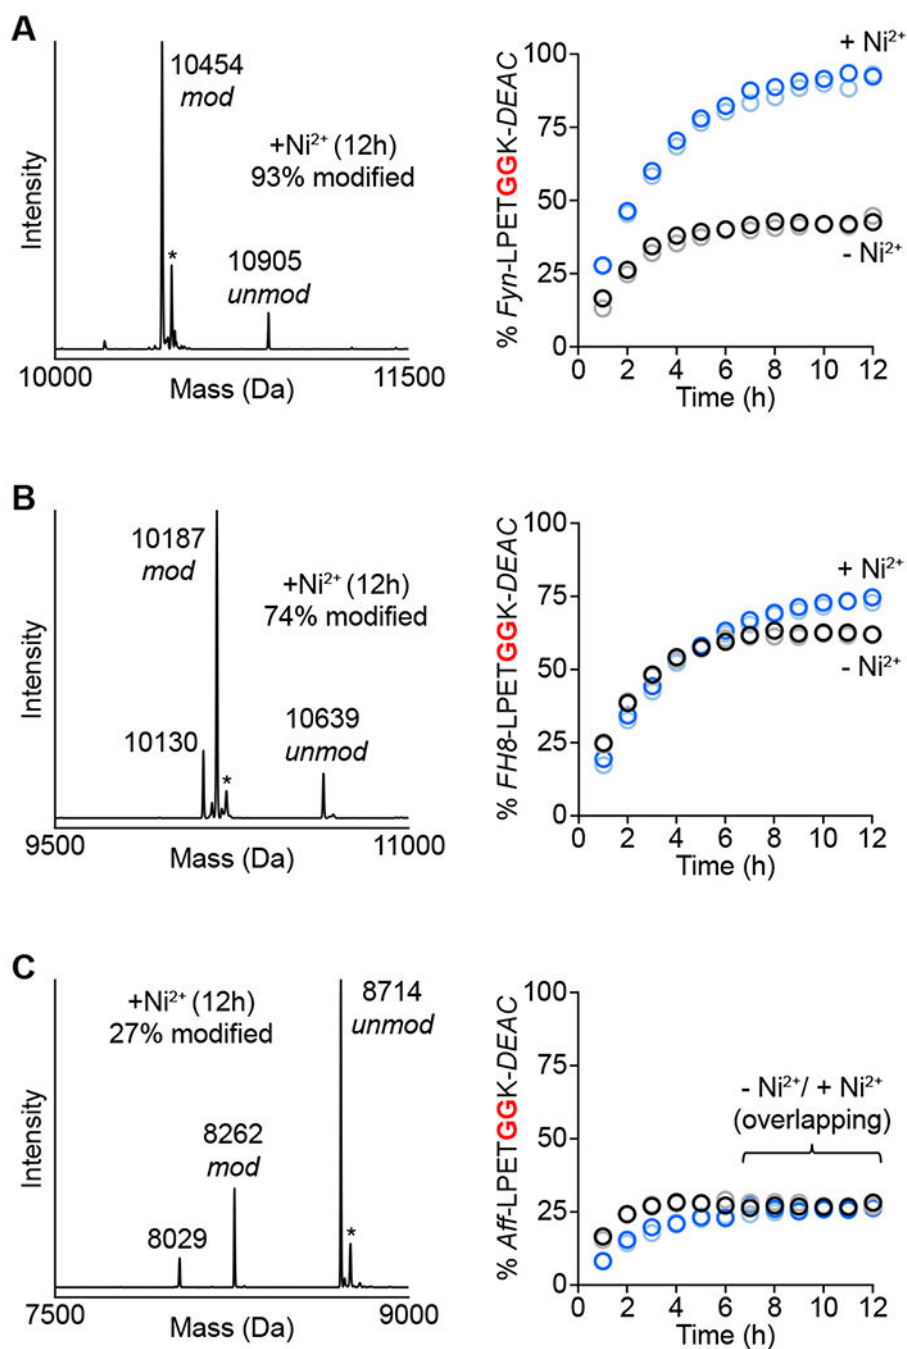 A
Intensity
10454
mod
+Ni²⁺ (12h)
93% modified
*
10905
unmod
10000
11500
Mass (Da)
% Fyn-LPETGGK-DEAC
100
75
50
25
0
+ Ni²⁺
- Ni²⁺
0 2 4 6 8 10 12
Time (h)
B
Intensity
10187
mod
+Ni²⁺ (12h)
74% modified
10130
*
10639
unmod
9500
11000
Mass (Da)
% FH8-LPETGGK-DEAC
100
75
50
25
0
+ Ni²⁺
- Ni²⁺
0 2 4 6 8 10 12
Time (h)
C
Intensity
+Ni²⁺ (12h)
27% modified
8714
unmod
8262
mod
8029
*
7500
9000
Mass (Da)
% Aff-LPETGGK-DEAC
100
75
50
25
0
- Ni²⁺/ + Ni²⁺
(overlapping)
0 2 4 6 8 10 12
Time (h)